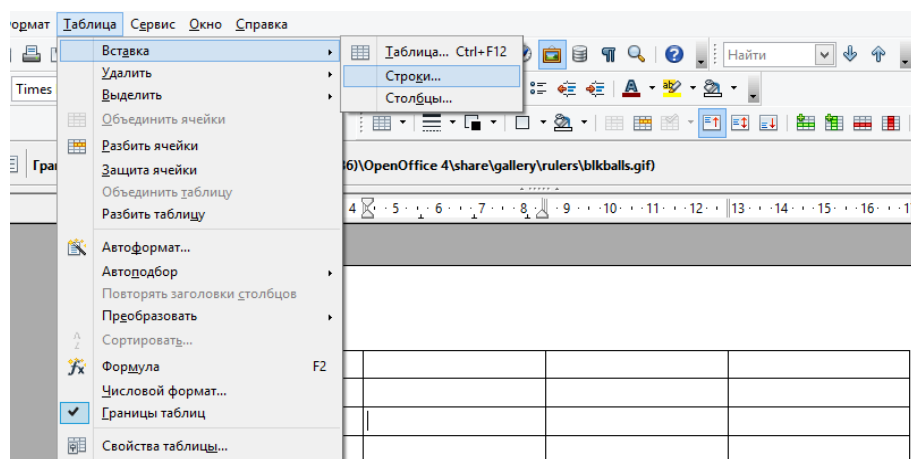 Формат Таблица Сервис Окно Справка
Вставка
Таблица... Ctrl+F12
Найти
Удалить
Строки...
Times
Выделить
Столбцы...
Объединить ячейки
Разбить ячейки
Защита ячейки
86)\OpenOffice 4\share\gallery\rulers\blkballs.gif)
Объединить таблицу
Разбить таблицу
4 5 6 7 8 9 10 11 12 13 14 15 16
Автоформат...
Автоподбор
Повторять заголовки столбцов
Преобразовать
Сортировать...
Формула F2
Числовой формат...
Границы таблиц
Свойства таблицы...